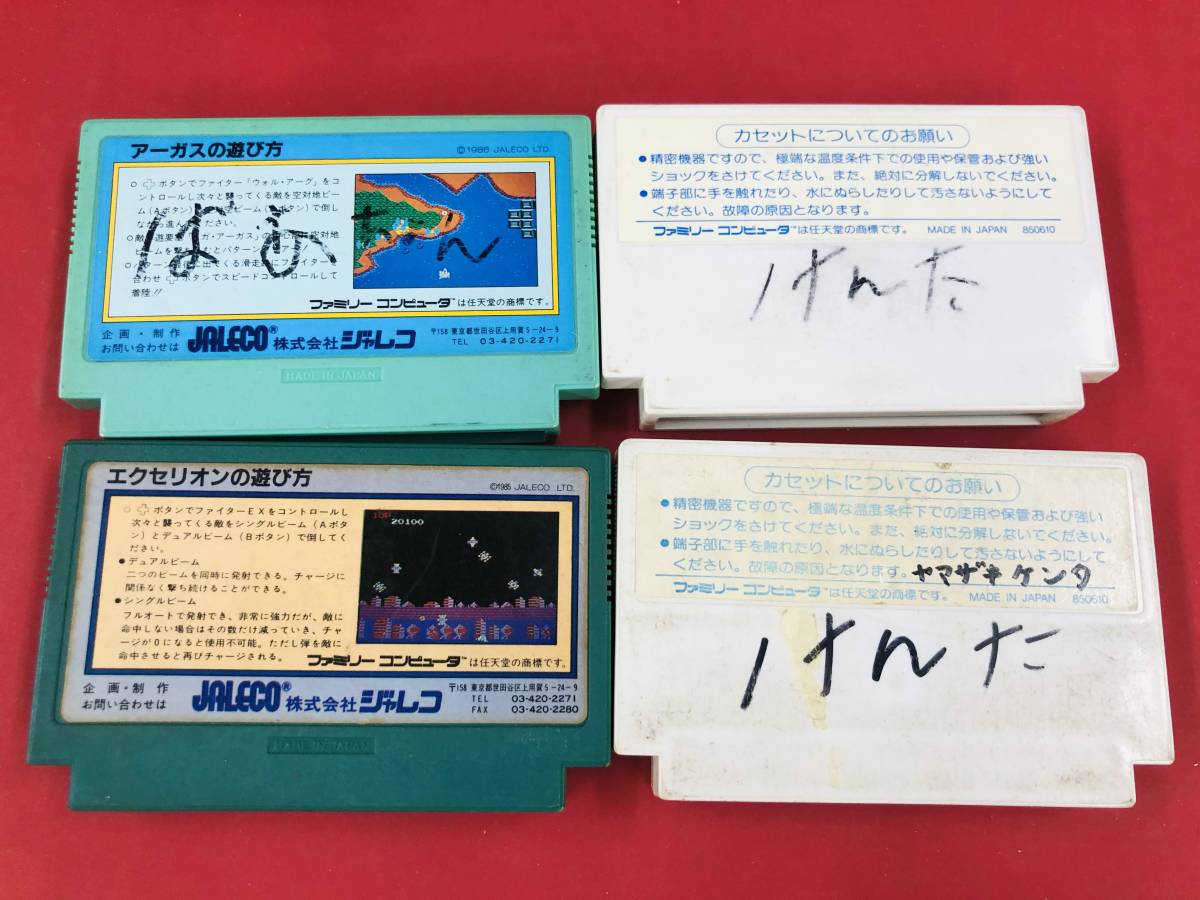 アーガスの遊び方
©1986 JALECO LTD.
ボタンでファイター「ウォル・アーグ」をコ
ントロールし次々と襲ってくる敵を空対地ビー
ム(Aボタン) ビーム( ボタン)で倒し
ください。
着陸!!
ファミリー コンピュータ™は任天堂の商標です。
企画・制作
お問い合わせは
JALECO® 株式会社ジャレコ
〒158 東京都世田谷区上用賀5-24-9
TEL 03-420-2271
MADE IN JAPAN
カセットについてのお願い
●精密機器ですので、極端な温度条件下での使用や保管および強い
ショックをさけてください。また、絶対に分解しないでください。
●端子部に手を触れたり、水にぬらしたりして汚さないようにして
ください。故障の原因となります。
ファミリー コンピュータ™は任天堂の商標です。 MADE IN JAPAN 850610
けんた
エクセリオンの遊び方
©1985 JALECO LTD.
ボタンでファイターEXをコントロールし
次々と襲ってくる敵をシングルビーム(Aボタ
ン)とデュアルビーム(Bボタン)で倒してく
ださい。
●デュアルビーム
二つのビームを同時に発射できる。チャージに
関係なく撃ち続けることができる。
●シングルビーム
フルオートで発射でき、非常に強力だが、敵に
命中しない場合はその数だけ減っていき、チャ
ージが0になると使用不可能。ただし弾を敵に
命中させると再びチャージされる。
1UP
20100
ファミリー コンピュータ™は任天堂の商標です。
企画・制作
お問い合わせは
JALECO® 株式会社ジャレコ
〒158 東京都世田谷区上用賀5-24-9
TEL 03-420-2271
FAX 03-420-2280
MADE IN JAPAN
カセットについてのお願い
●精密機器ですので、極端な温度条件下での使用や保管および強い
ショックをさけてください。また、絶対に分解しないでください。
●端子部に手を触れたり、水にぬらしたりして汚さないようにして
ください。故障の原因となります。ヤマザキ ケンタ
ファミリー コンピュータ™は任天堂の商標です。 MADE IN JAPAN 850610
けんた